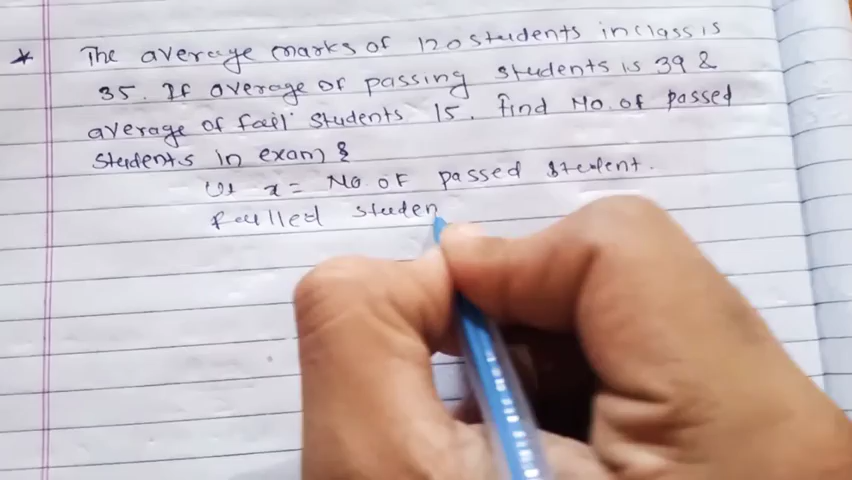 * The average marks of 120 students in class is
35. If average of passing students is 39 &
average of fail students 15. find No. of passed
students in exam?
Let x = No. of passed student.
Failled studen